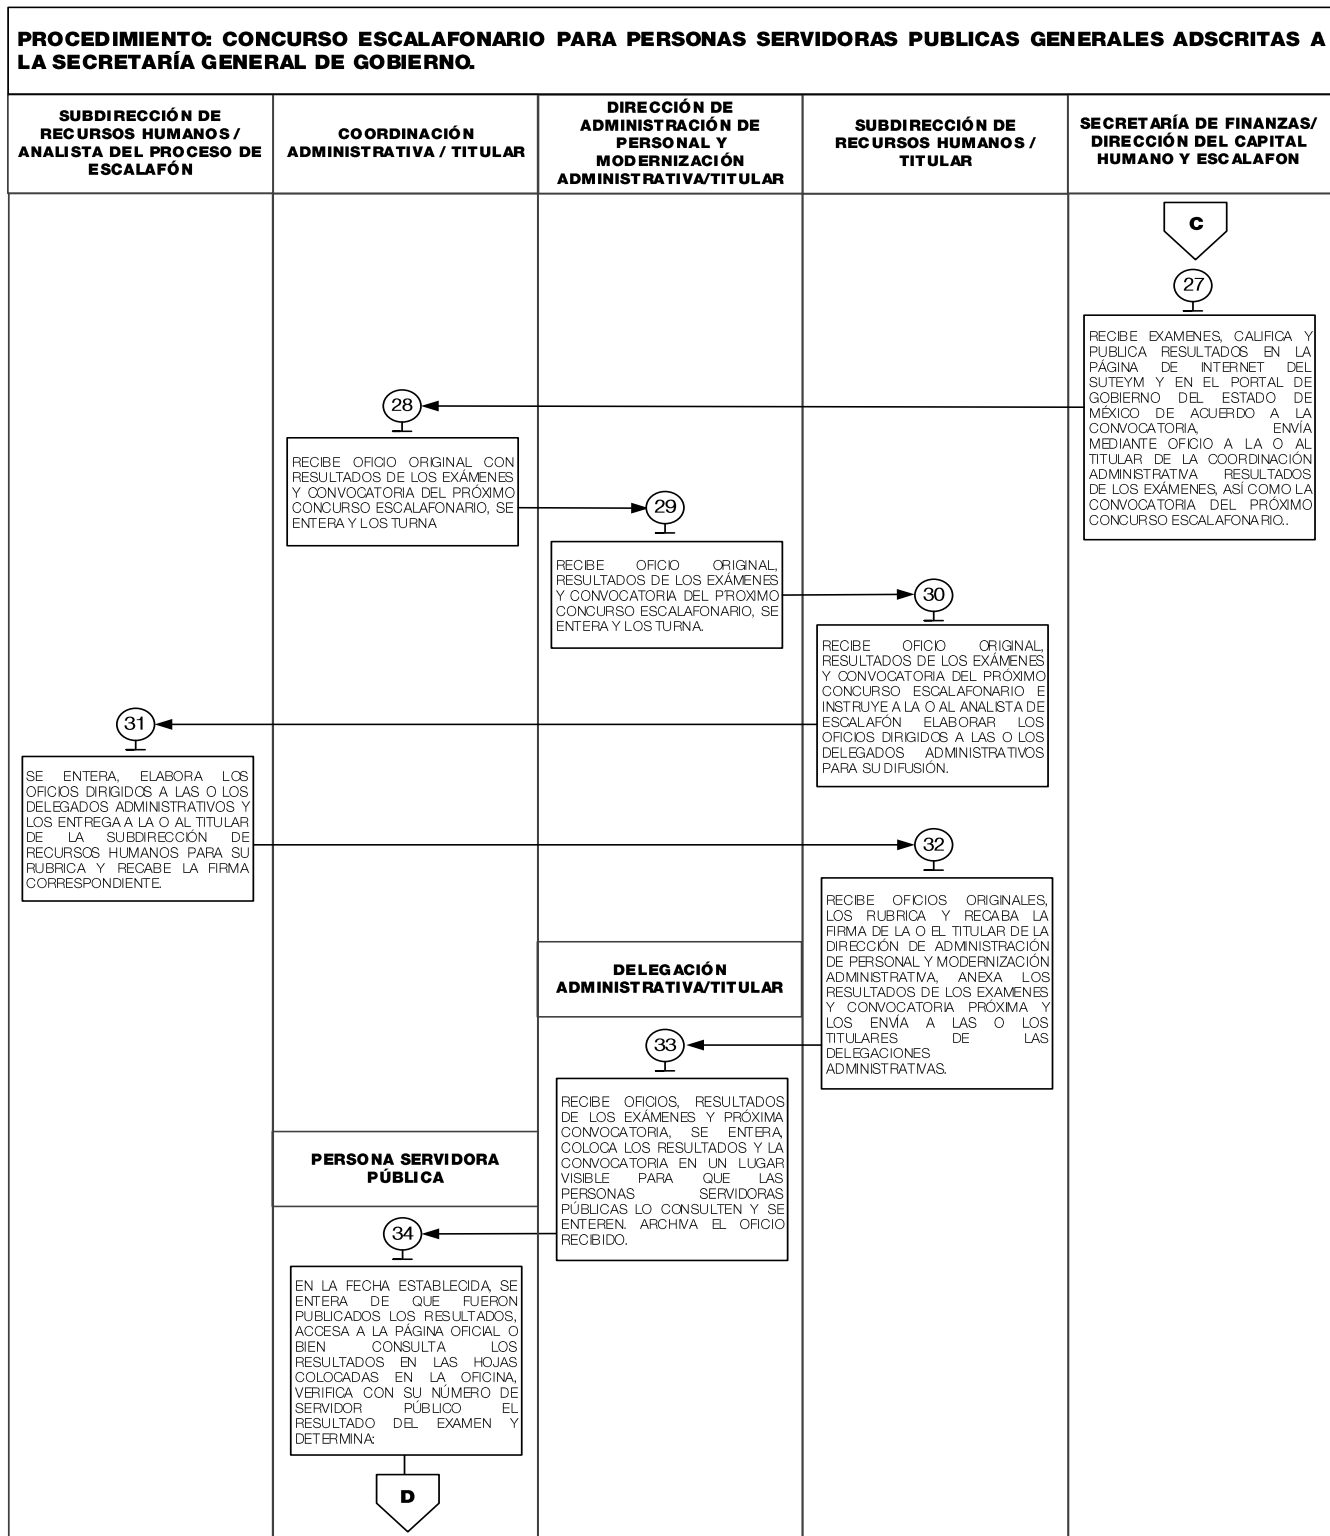 PROCEDIMIENTO: CONCURSO ESCALAFONARIO PARA PERSONAS SERVIDORAS PUBLICAS GENERALES ADSCRITAS A
LA SECRETARÍA GENERAL DE GOBIERNO.
SUBDIRECCIÓN DE
RECURSOS HUMANOS /
ANALISTA DEL PROCESO DE
ESCALAFÓN
COORDINACIÓN
ADMINISTRATIVA / TITULAR
DIRECCIÓN DE
ADMINISTRACIÓN DE
PERSONAL Y
MODERNIZACIÓN
ADMINISTRATIVA/TITULAR
SUBDIRECCIÓN DE
RECURSOS HUMANOS /
TITULAR
SECRETARÍA DE FINANZAS/
DIRECCIÓN DEL CAPITAL
HUMANO Y ESCALAFON
C
27
RECIBE EXAMENES, CALIFICA Y
PUBLICA RESULTADOS EN LA
PÁGINA DE INTERNET DEL
SUTEYM Y EN EL PORTAL DE
GOBIERNO DEL ESTADO DE
MÉXICO DE ACUERDO A LA
CONVOCATORIA, ENVÍA
MEDIANTE OFICIO A LA O AL
TITULAR DE LA COORDINACIÓN
ADMINISTRATIVA RESULTADOS
DE LOS EXÁMENES, ASÍ COMO LA
CONVOCATORIA DEL PRÓXIMO
CONCURSO ESCALAFONARIO..
28
RECIBE OFICIO ORIGINAL CON
RESULTADOS DE LOS EXÁMENES
Y CONVOCATORIA DEL PRÓXIMO
CONCURSO ESCALAFONARIO, SE
ENTERA Y LOS TURNA
29
RECIBE OFICIO ORIGINAL,
RESULTADOS DE LOS EXÁMENES
Y CONVOCATORIA DEL PROXIMO
CONCURSO ESCALAFONARIO, SE
ENTERA Y LOS TURNA.
30
RECIBE OFICIO ORIGINAL,
RESULTADOS DE LOS EXÁMENES
Y CONVOCATORIA DEL PRÓXIMO
CONCURSO ESCALAFONARIO E
INSTRUYE A LA O AL ANALISTA DE
ESCALAFÓN ELABORAR LOS
OFICIOS DIRIGIDOS A LAS O LOS
DELEGADOS ADMINISTRATIVOS
PARA SU DIFUSIÓN.
31
SE ENTERA, ELABORA LOS
OFICIOS DIRIGIDOS A LAS O LOS
DELEGADOS ADMINISTRATIVOS Y
LOS ENTREGA A LA O AL TITULAR
DE LA SUBDIRECCIÓN DE
RECURSOS HUMANOS PARA SU
RUBRICA Y RECABE LA FIRMA
CORRESPONDIENTE.
32
RECIBE OFICIOS ORIGINALES,
LOS RUBRICA Y RECABA LA
FIRMA DE LA O EL TITULAR DE LA
DIRECCIÓN DE ADMINISTRACIÓN
DE PERSONAL Y MODERNIZACIÓN
ADMINISTRATIVA, ANEXA LOS
RESULTADOS DE LOS EXAMENES
Y CONVOCATORIA PRÓXIMA Y
LOS ENVÍA A LAS O LOS
TITULARES DE LAS
DELEGACIONES
ADMINISTRATIVAS.
DELEGACIÓN
ADMINISTRATIVA/TITULAR
33
RECIBE OFICIOS, RESULTADOS
DE LOS EXÁMENES Y PRÓXIMA
CONVOCATORIA, SE ENTERA,
COLOCA LOS RESULTADOS Y LA
CONVOCATORIA EN UN LUGAR
VISIBLE PARA QUE LAS
PERSONAS SERVIDORAS
PÚBLICAS LO CONSULTEN Y SE
ENTEREN. ARCHIVA EL OFICIO
RECIBIDO.
PERSONA SERVIDORA
PÚBLICA
34
EN LA FECHA ESTABLECIDA, SE
ENTERA DE QUE FUERON
PUBLICADOS LOS RESULTADOS,
ACCESA A LA PÁGINA OFICIAL O
BIEN CONSULTA LOS
RESULTADOS EN LAS HOJAS
COLOCADAS EN LA OFICINA,
VERIFICA CON SU NÚMERO DE
SERVIDOR PÚBLICO EL
RESULTADO DEL EXAMEN Y
DETERMINA:
D